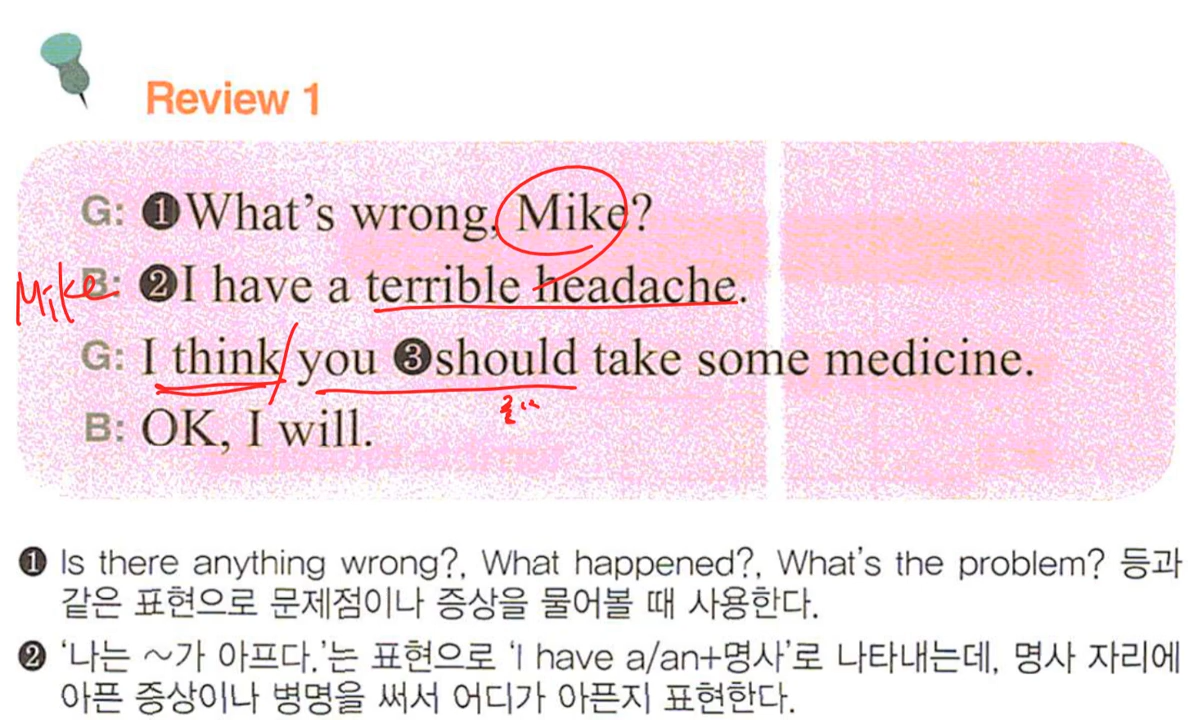 Review 1
G: ❶What's wrong, Mike?
Mike B: ❷I have a terrible headache.
G: I think/you ❸should take some medicine.
B: OK, I will.
❶ Is there anything wrong?, What happened?, What's the problem? 등과
같은 표현으로 문제점이나 증상을 물어볼 때 사용한다.
❷ ‘나는 ~가 아프다.’는 표현으로 ‘I have a/an+명사’로 나타내는데, 명사 자리에
아픈 증상이나 병명을 써서 어디가 아픈지 표현한다.